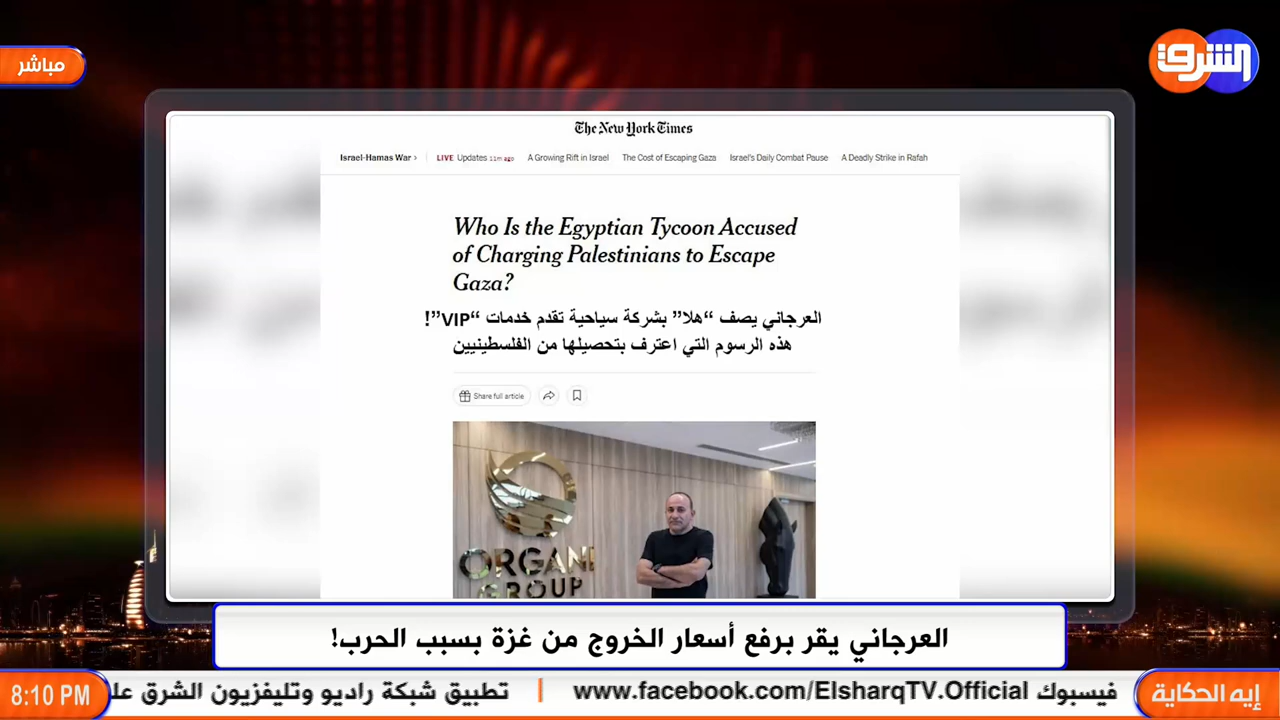 مباشر
الشرق
The New York Times
Israel-Hamas War › LIVE Updates 11m ago A Growing Rift in Israel The Cost of Escaping Gaza Israel's Daily Combat Pause A Deadly Strike in Rafah
Who Is the Egyptian Tycoon Accused
of Charging Palestinians to Escape
Gaza?
العرجاني يصف “هلا” بشركة سياحية تقدم خدمات “VIP”!
هذه الرسوم التي اعترف بتحصيلها من الفلسطينيين
Share full article
ORGANI
GROUP
العرجاني يقر برفع أسعار الخروج من غزة بسبب الحرب!
إيه الحكاية
فيسبوك www.facebook.com/ElsharqTV.Official | تطبيق شبكة راديو وتليفزيون الشرق عل
8:10 PM